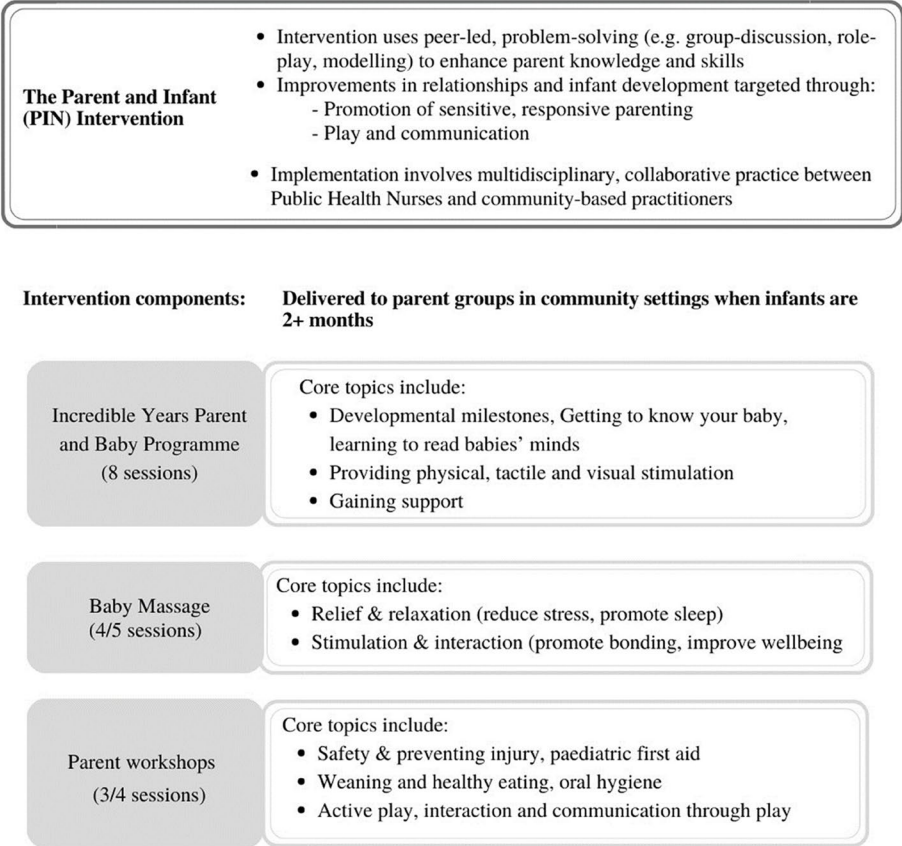 The Parent and Infant
(PIN) Intervention
• Intervention uses peer-led, problem-solving (e.g. group-discussion, role-
play, modelling) to enhance parent knowledge and skills
• Improvements in relationships and infant development targeted through:
- Promotion of sensitive, responsive parenting
- Play and communication
• Implementation involves multidisciplinary, collaborative practice between
Public Health Nurses and community-based practitioners
Intervention components:
Delivered to parent groups in community settings when infants are
2+ months
Incredible Years Parent
and Baby Programme
(8 sessions)
Core topics include:
• Developmental milestones, Getting to know your baby,
learning to read babies’ minds
• Providing physical, tactile and visual stimulation
• Gaining support
Baby Massage
(4/5 sessions)
Core topics include:
• Relief & relaxation (reduce stress, promote sleep)
• Stimulation & interaction (promote bonding, improve wellbeing
Parent workshops
(3/4 sessions)
Core topics include:
• Safety & preventing injury, paediatric first aid
• Weaning and healthy eating, oral hygiene
• Active play, interaction and communication through play